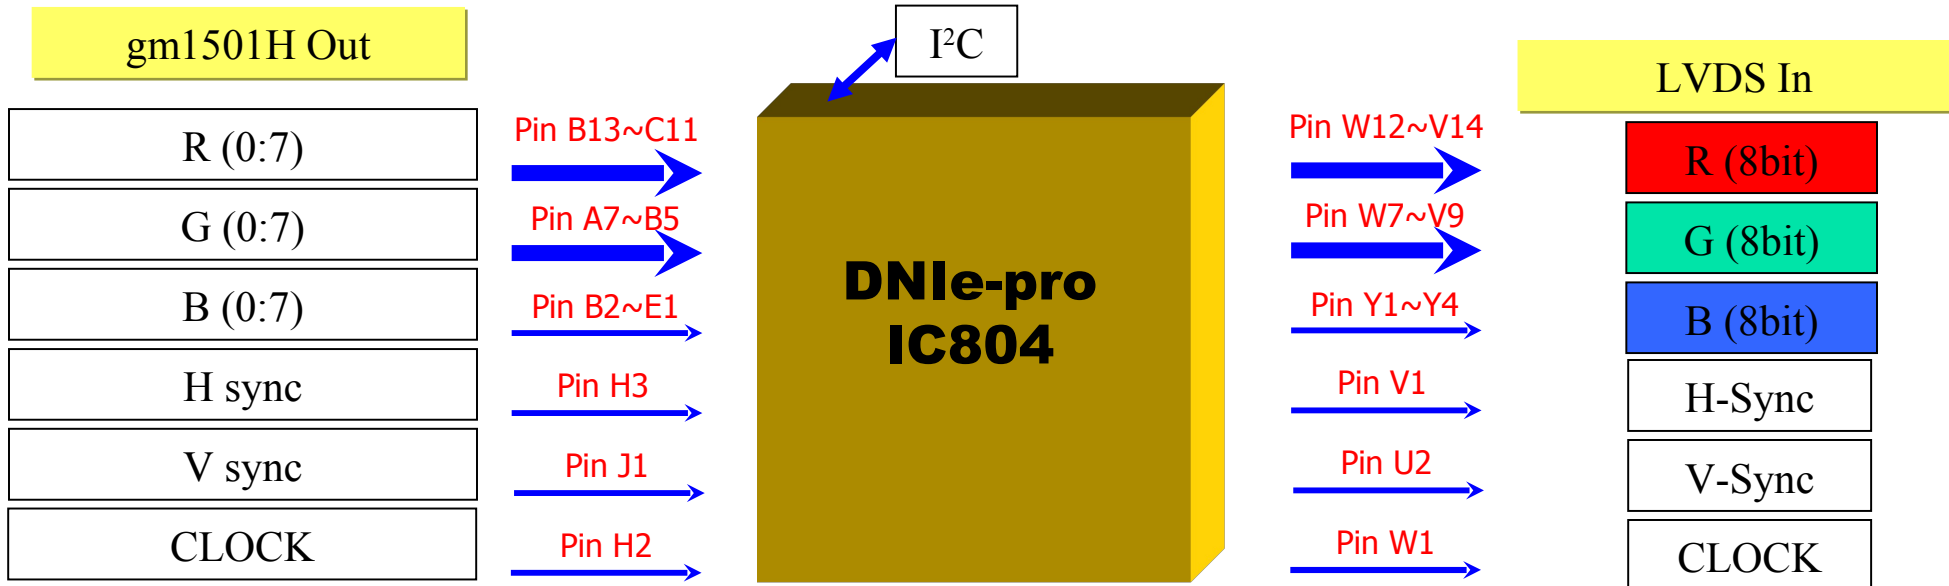 gm1501H Out
I²C
LVDS In
R (0:7)
Pin B13~C11
Pin W12~V14
R (8bit)
G (0:7)
Pin A7~B5
Pin W7~V9
G (8bit)
B (0:7)
Pin B2~E1
DNIe-pro
IC804
Pin Y1~Y4
B (8bit)
H sync
Pin H3
Pin V1
H-Sync
V sync
Pin J1
Pin U2
V-Sync
CLOCK
Pin H2
Pin W1
CLOCK